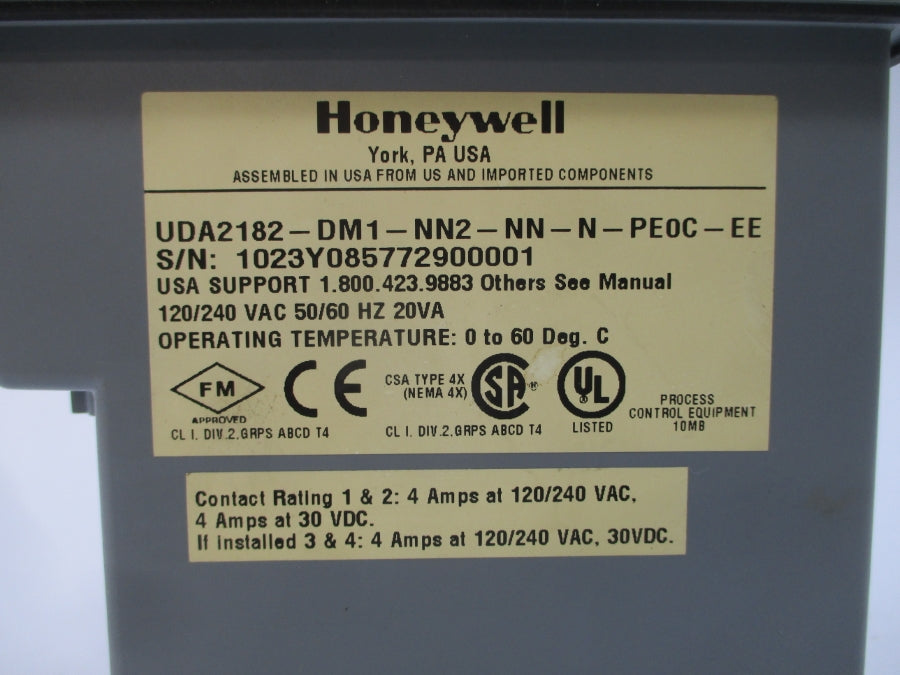 Honeywell
York, PA USA
ASSEMBLED IN USA FROM US AND IMPORTED COMPONENTS
UDA2182-DM1-NN2-NN-N-PE0C-EE
S/N: 1023Y085772900001
USA SUPPORT 1.800.423.9883 Others See Manual
120/240 VAC 50/60 HZ 20VA
OPERATING TEMPERATURE: 0 to 60 Deg. C
FM
APPROVED
CL I. DIV.2.GRPS ABCD T4
CE
CSA TYPE 4X
(NEMA 4X)
SA ®
CL I. DIV.2.GRPS ABCD T4
UL ®
LISTED
PROCESS
CONTROL EQUIPMENT
10MB
Contact Rating 1 & 2: 4 Amps at 120/240 VAC,
4 Amps at 30 VDC.
If installed 3 & 4: 4 Amps at 120/240 VAC, 30VDC.